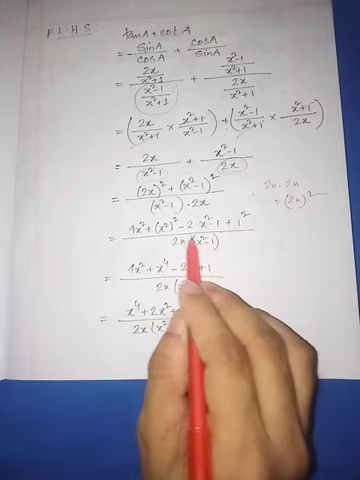 F L.H.S tanA + cotA
= SinA/cosA + cosA/sinA
= (2x/(x²+1))/((x²-1)/(x²+1)) + ((x²-1)/(x²+1))/(2x/(x²+1))
= (2x/(x²+1) × (x²+1)/(x²-1)) + ((x²-1)/(x²+1) × (x²+1)/2x)
= 2x/(x²-1) + (x²-1)/(2x)
= ((2x)² + (x²-1)²)/((x²-1)·2x)
2x · 2x
= (2x)²
= (4x² + (x²)² - 2 x² · 1 + 1²)/(2x (x²-1))
= (4x² + x⁴ - 2 + 1)/(2x (
= (x⁴ + 2x² +)/(2x (x²